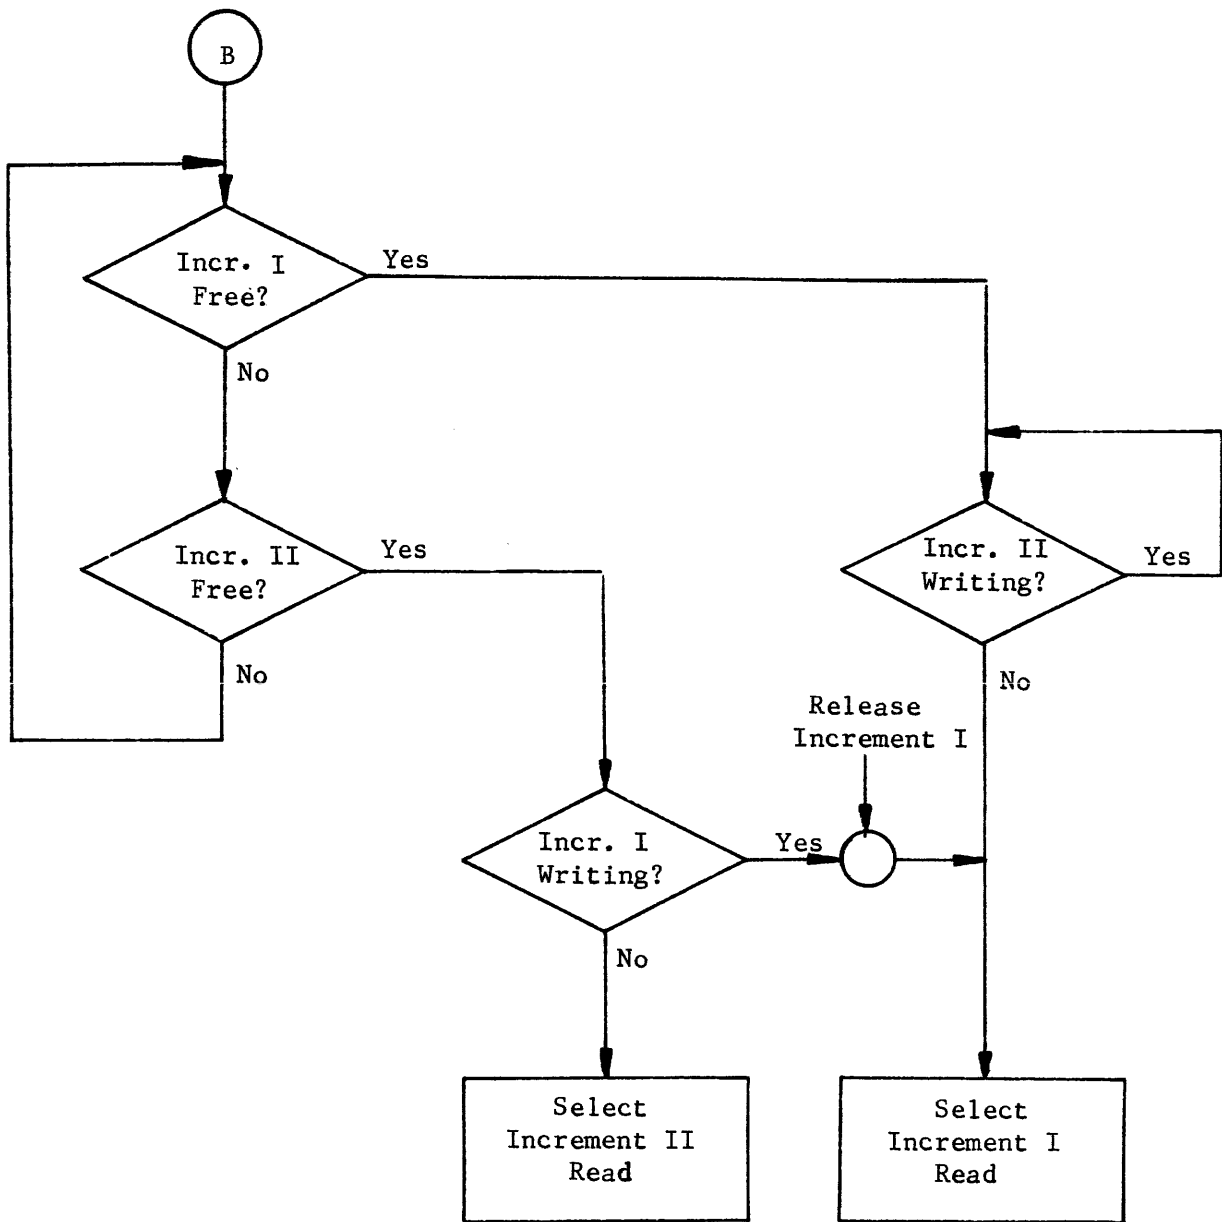 B
Incr. I
Free?
Yes
No
Incr. II
Free?
Yes
No
Incr. II
Writing?
Yes
No
Release
Increment I
Incr. I
Writing?
Yes
No
Select
Increment II
Read
Select
Increment I
Read